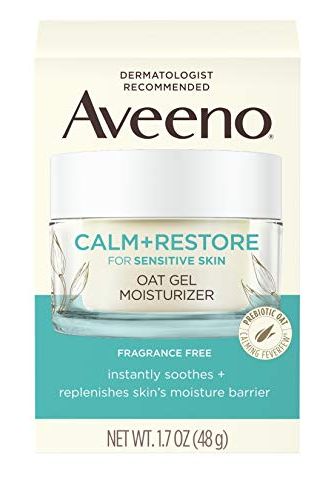 DERMATOLOGIST
RECOMMENDED
Aveeno®
CALM+RESTORE
FOR SENSITIVE SKIN
OAT GEL
MOISTURIZER
PREBIOTIC OAT
CALMING FEVERFEW
FRAGRANCE FREE
instantly soothes +
replenishes skin's moisture barrier
NET WT. 1.7 OZ (48 g)